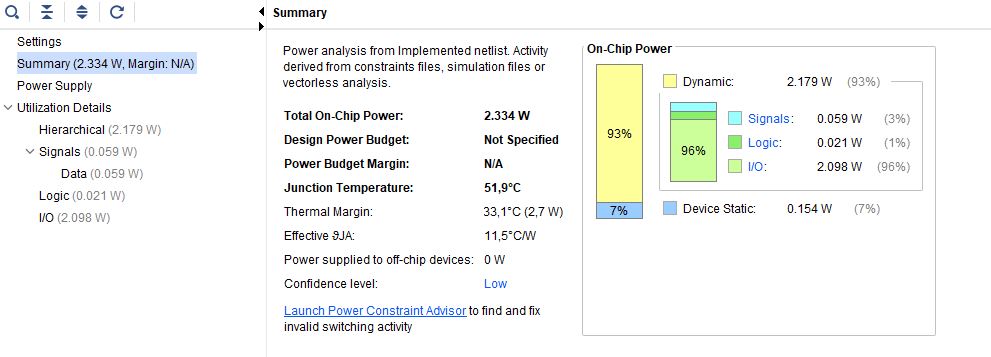 Settings
Summary (2.334 W, Margin: N/A)
Power Supply
Utilization Details
Hierarchical (2.179 W)
Signals (0.059 W)
Data (0.059 W)
Logic (0.021 W)
I/O (2.098 W)
Summary
Power analysis from Implemented netlist. Activity
derived from constraints files, simulation files or
vectorless analysis.
Total On-Chip Power: 2.334 W
Design Power Budget: Not Specified
Power Budget Margin: N/A
Junction Temperature: 51,9°C
Thermal Margin: 33,1°C (2,7 W)
Effective ϑJA: 11,5°C/W
Power supplied to off-chip devices: 0 W
Confidence level: Low
Launch Power Constraint Advisor to find and fix
invalid switching activity
On-Chip Power
93%
7%
Dynamic: 2.179 W (93%)
96%
Signals: 0.059 W (3%)
Logic: 0.021 W (1%)
I/O: 2.098 W (96%)
Device Static: 0.154 W (7%)